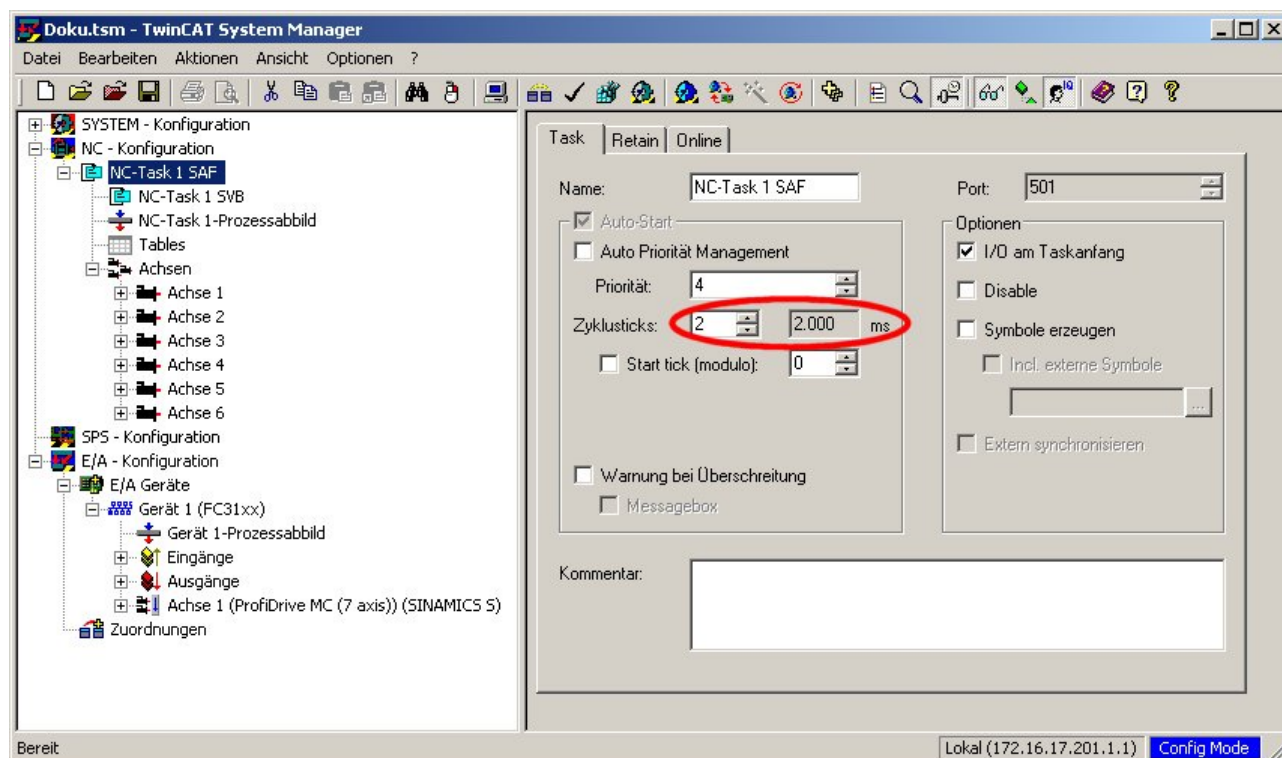 Doku.tsm - TwinCAT System Manager
Datei Bearbeiten Aktionen Ansicht Optionen ?
SYSTEM - Konfiguration
NC - Konfiguration
NC-Task 1 SAF
NC-Task 1 SVB
NC-Task 1-Prozessabbild
Tables
Achsen
Achse 1
Achse 2
Achse 3
Achse 4
Achse 5
Achse 6
SPS - Konfiguration
E/A - Konfiguration
E/A Geräte
Gerät 1 (FC31xx)
Gerät 1-Prozessabbild
Eingänge
Ausgänge
Achse 1 (ProfiDrive MC (7 axis)) (SINAMICS S)
Zuordnungen
Task Retain Online
Name: NC-Task 1 SAF
Auto-Start
Auto Priorität Management
Priorität: 4
Zyklusticks: 2 2.000 ms
Start tick (modulo): 0
Warnung bei Überschreitung
Messagebox
Port: 501
Optionen
I/O am Taskanfang
Disable
Symbole erzeugen
Incl. externe Symbole
...
Extern synchronisieren
Kommentar:
Bereit
Lokal (172.16.17.201.1.1) Config Mode